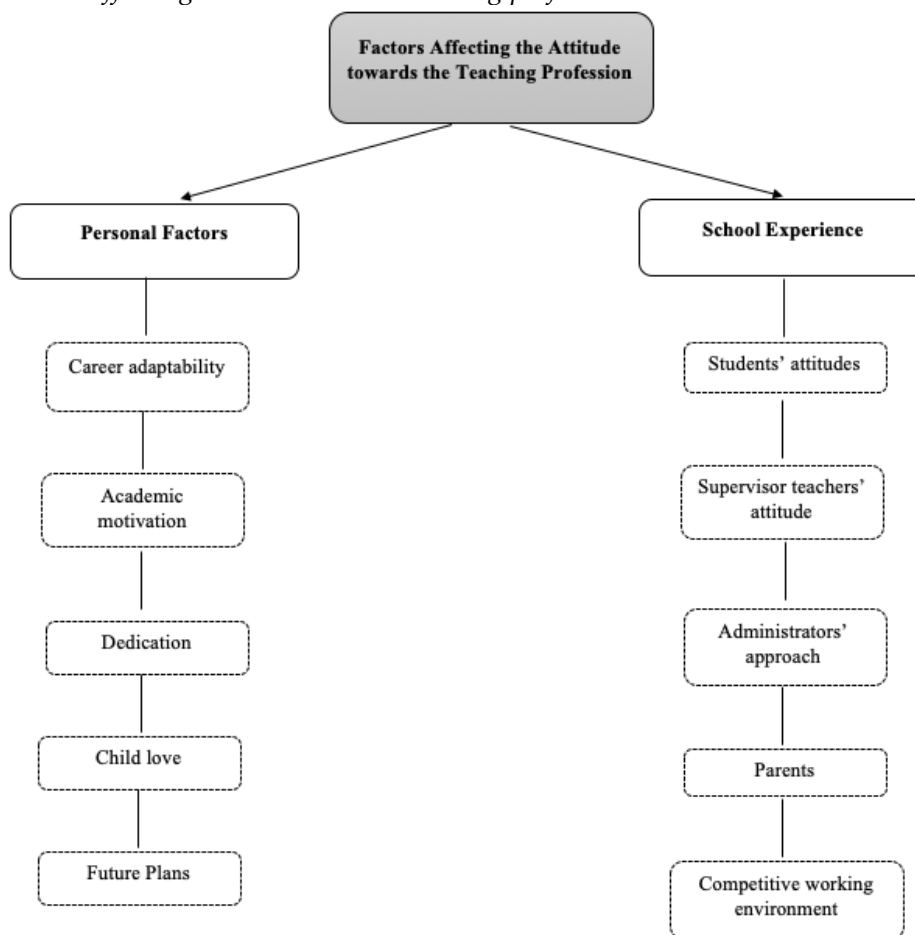 Factors Affecting the Attitude
towards the Teaching Profession
Personal Factors
School Experience
Career adaptability
Students’ attitudes
Academic
motivation
Supervisor teachers’
attitude
Dedication
Administrators’
approach
Child love
Parents
Future Plans
Competitive working
environment